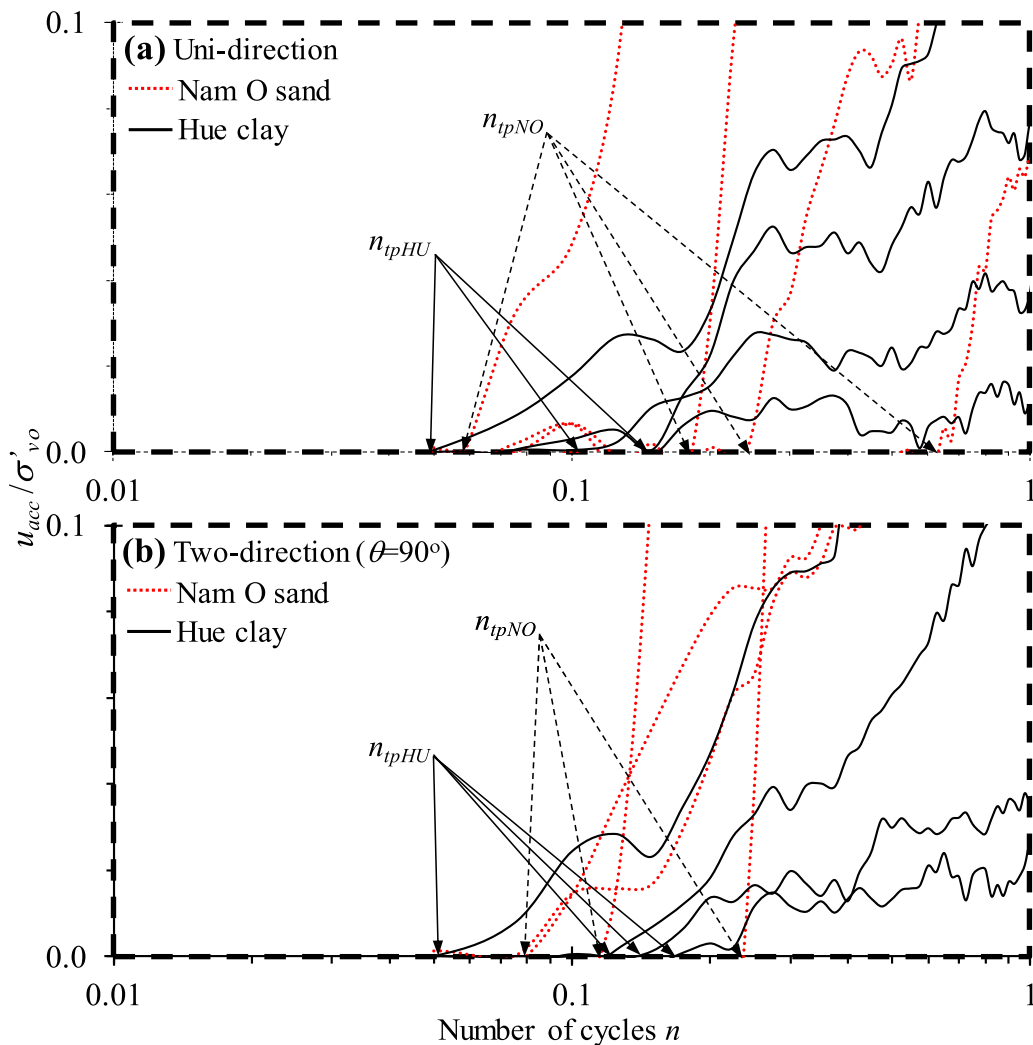 0.1
(a) Uni-direction
Nam O sand
Hue clay
n_tpNO
n_tpHU
0.0
0.01 0.1 1
u_acc / σ'_vo
0.1
(b) Two-direction (θ=90°)
Nam O sand
Hue clay
n_tpNO
n_tpHU
0.0
0.01 0.1 1
Number of cycles n